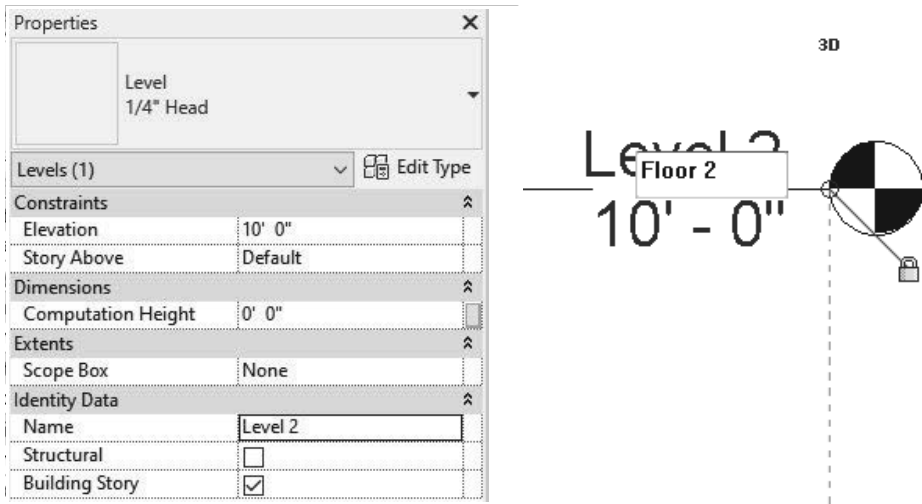 Properties
Level
1/4" Head
Levels (1)
Edit Type
Constraints
Elevation 10' 0"
Story Above Default
Dimensions
Computation Height 0' 0"
Extents
Scope Box None
Identity Data
Name Level 2
Structural
Building Story
3D
Level 2
Floor 2
10' - 0"